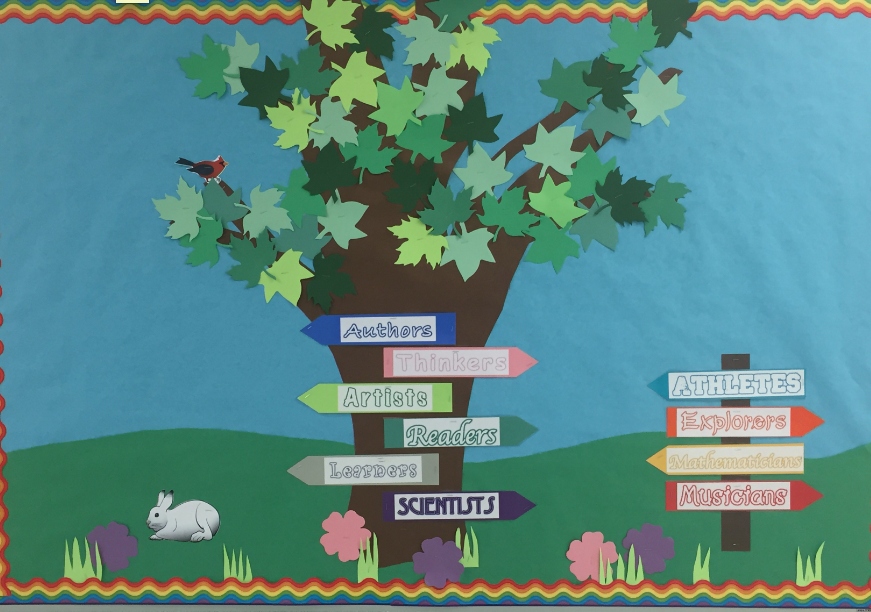 Authors
Thinkers
Artists
Readers
Learners
SCIENTISTS
ATHLETES
Explorers
Mathematicians
Musicians